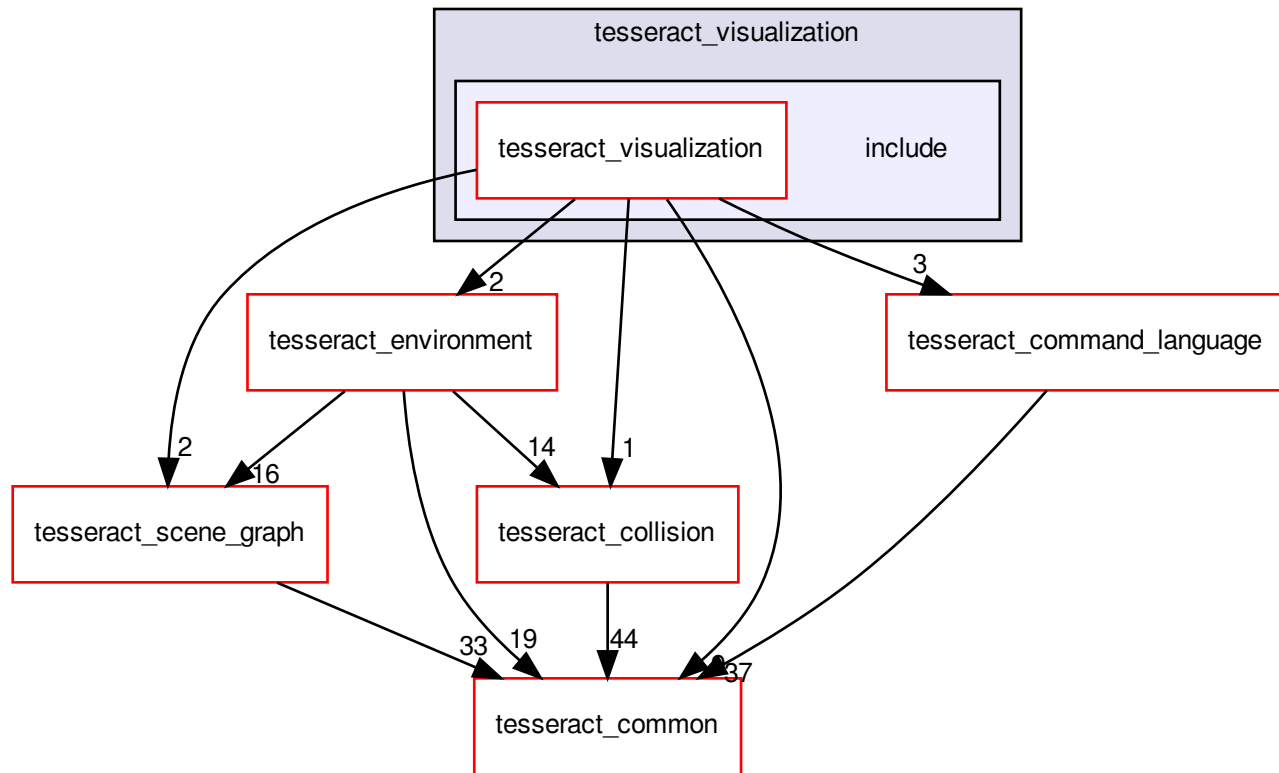 tesseract_visualization
tesseract_visualization
include
2
3
tesseract_environment
tesseract_command_language
2
16
14
1
tesseract_scene_graph
tesseract_collision
33
19
44
37
tesseract_common